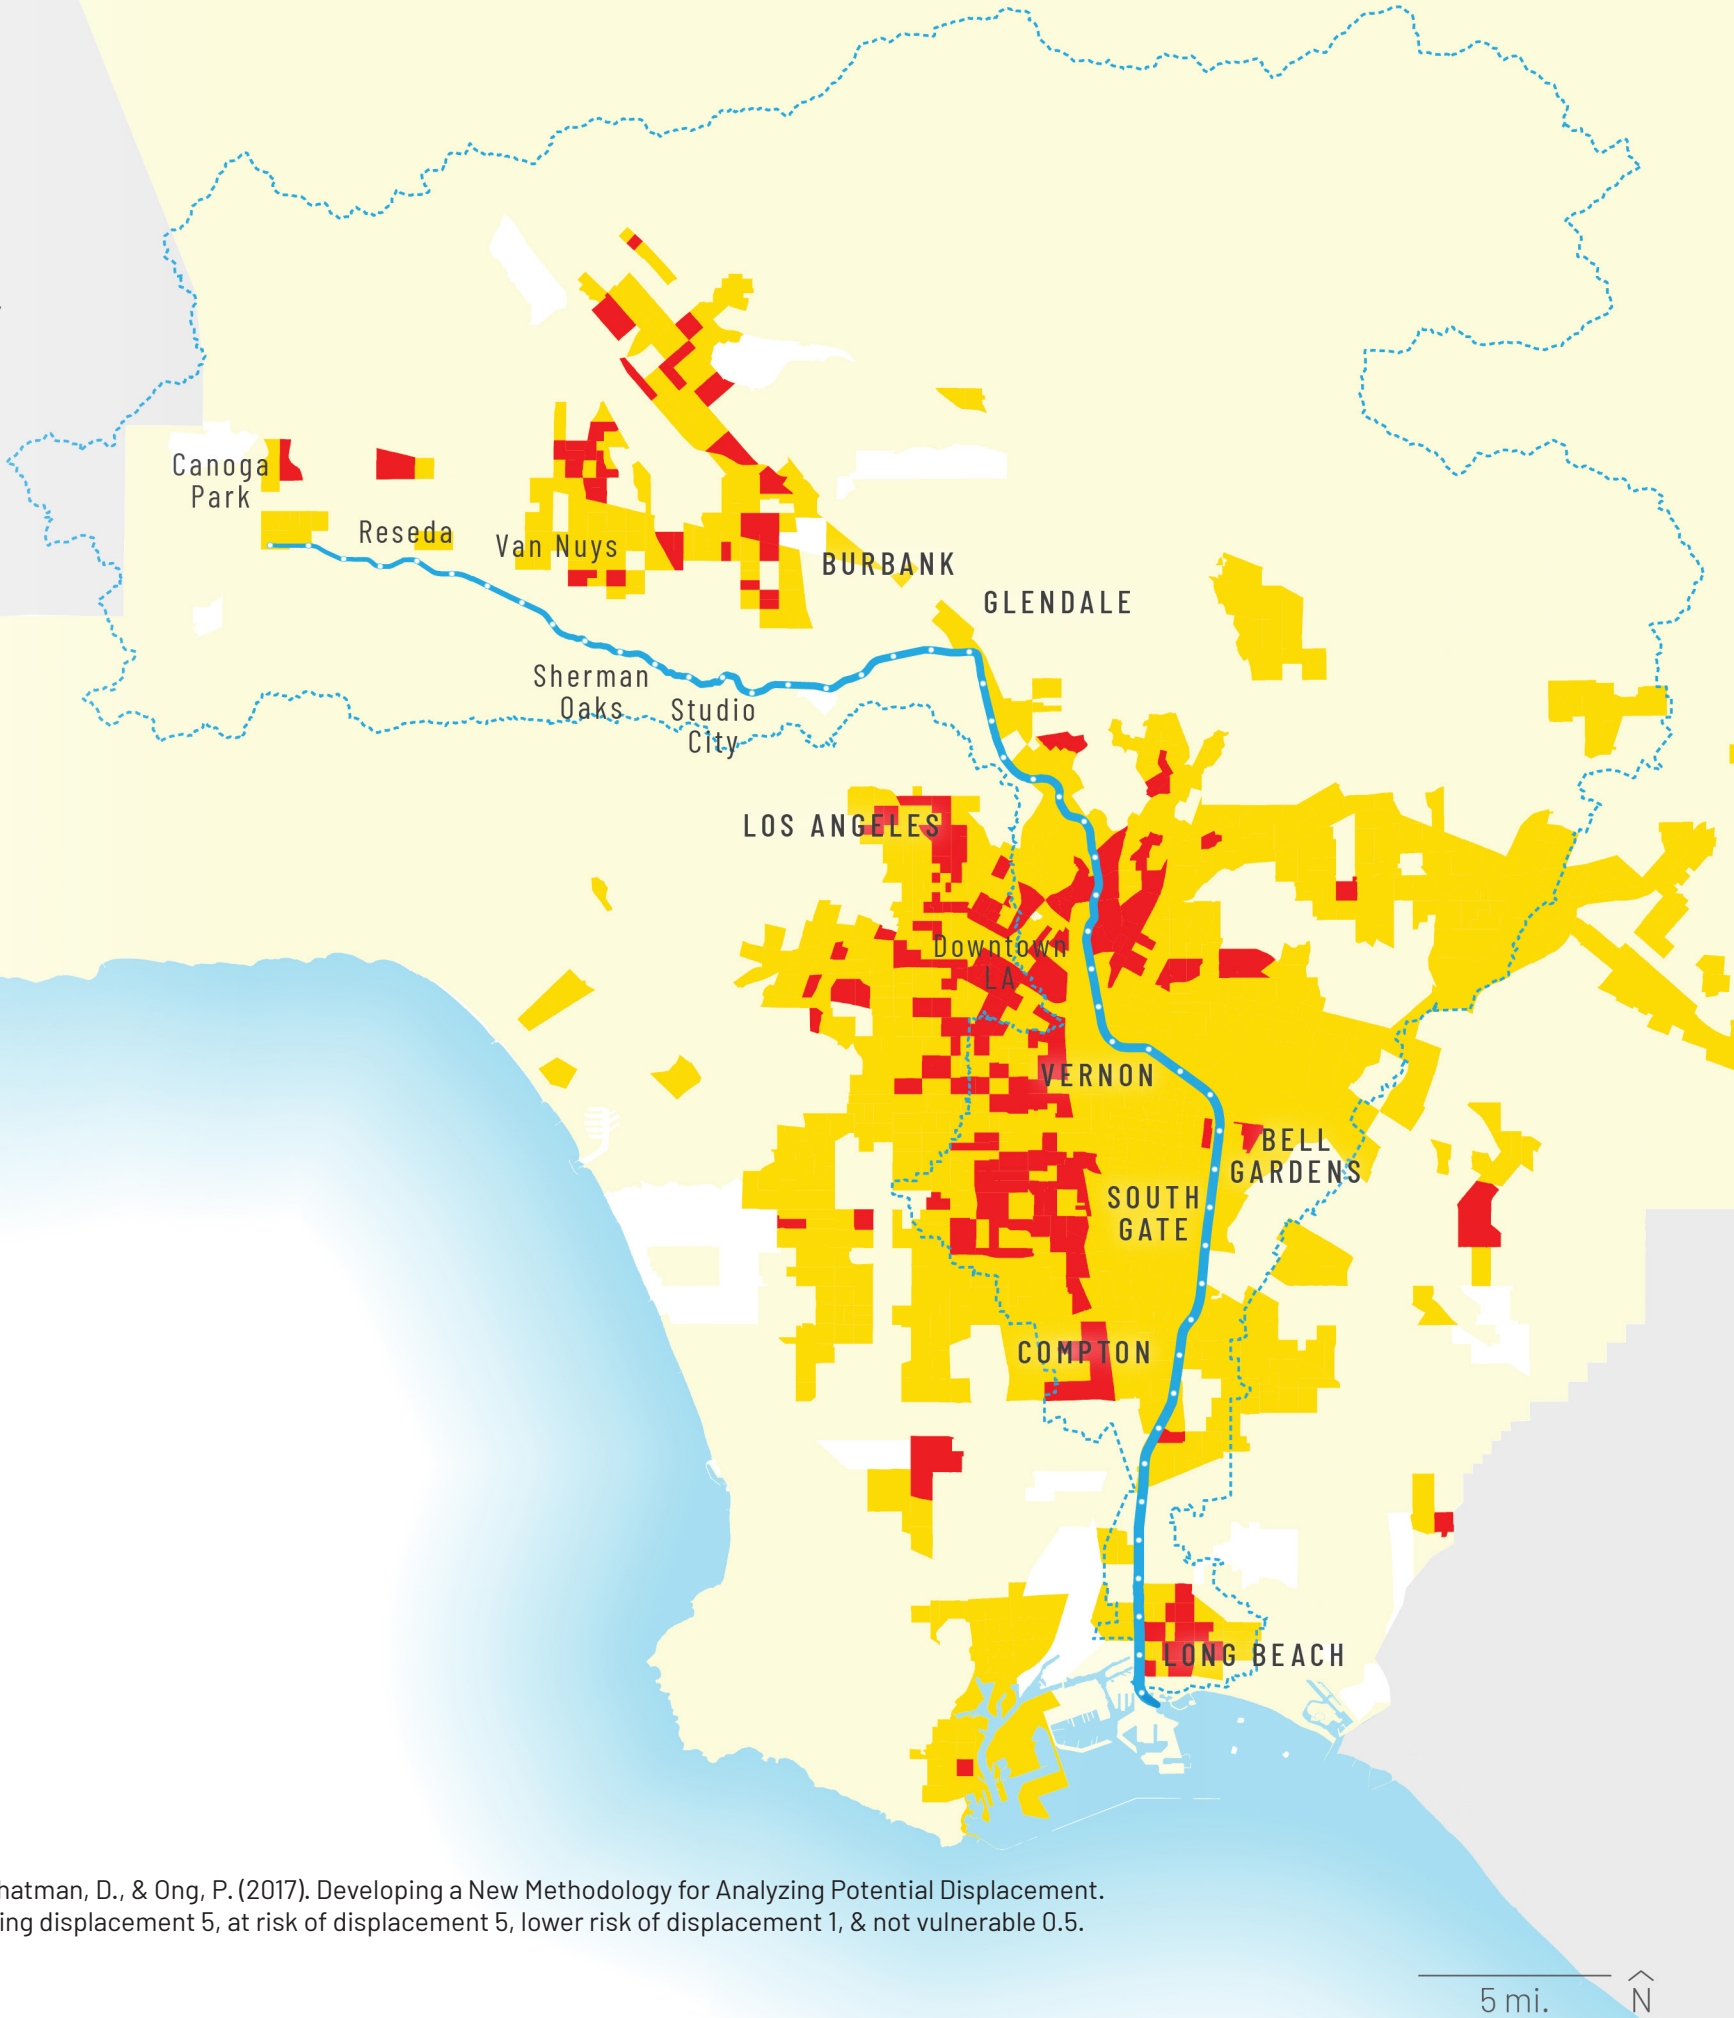 Canoga
Park
Reseda
Van Nuys
BURBANK
GLENDALE
Sherman
Oaks
Studio
City
LOS ANGELES
Downtown
LA
VERNON
BELL
GARDENS
SOUTH
GATE
COMPTON
LONG BEACH
hatman, D., & Ong, P. (2017). Developing a New Methodology for Analyzing Potential Displacement.
ing displacement 5, at risk of displacement 5, lower risk of displacement 1, & not vulnerable 0.5.
5 mi.
N